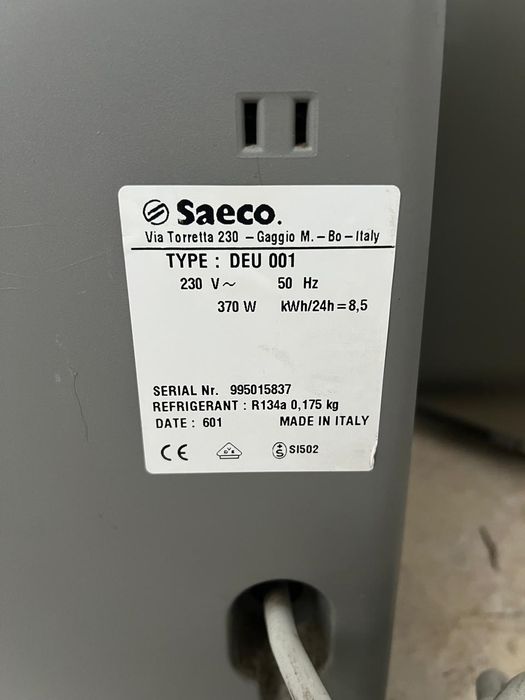 Saeco.
Via Torretta 230 – Gaggio M. – Bo – Italy
TYPE : DEU 001
230 V~ 50 Hz
370 W kWh/24h=8,5
SERIAL Nr. 995015837
REFRIGERANT : R134a 0,175 kg
DATE : 601 MADE IN ITALY
CE DVE +S SI502